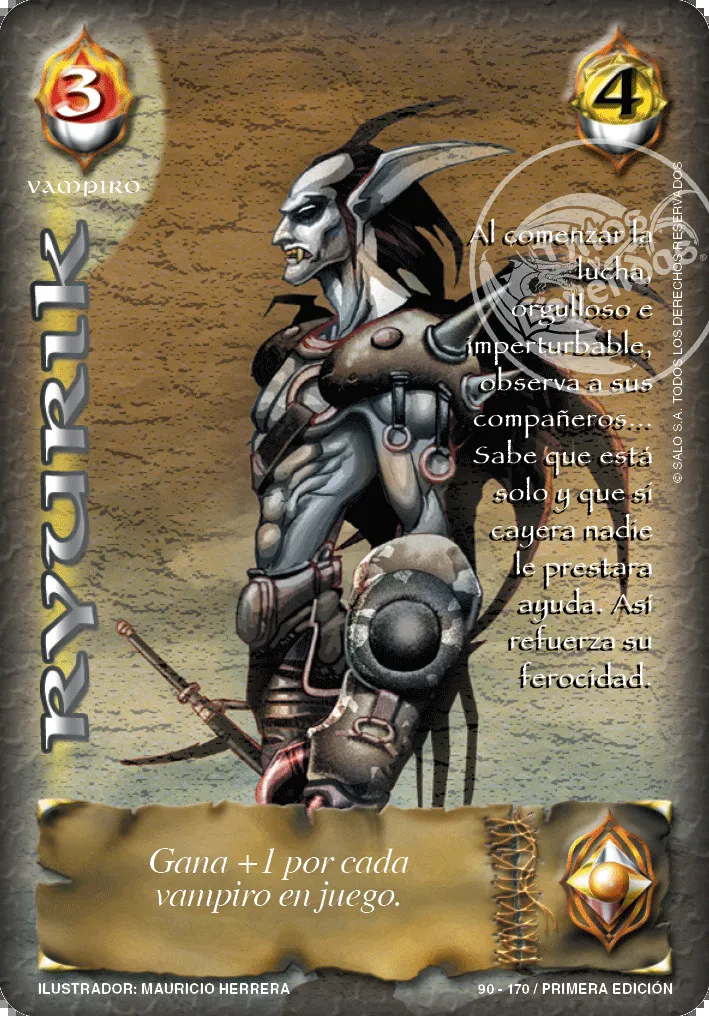 3
4
VAMPIRO
RYURIK
Al comenzar la
lucha,
orgulloso e
imperturbable,
observa a sus
compañeros...
Sabe que está
solo y que si
cayera nadie
le prestara
ayuda. Así
refuerza su
ferocidad.
© SALO S.A. TODOS LOS DERECHOS RESERVADOS
Gana +1 por cada
vampiro en juego.
ILUSTRADOR: MAURICIO HERRERA
90 - 170 / PRIMERA EDICIÓN